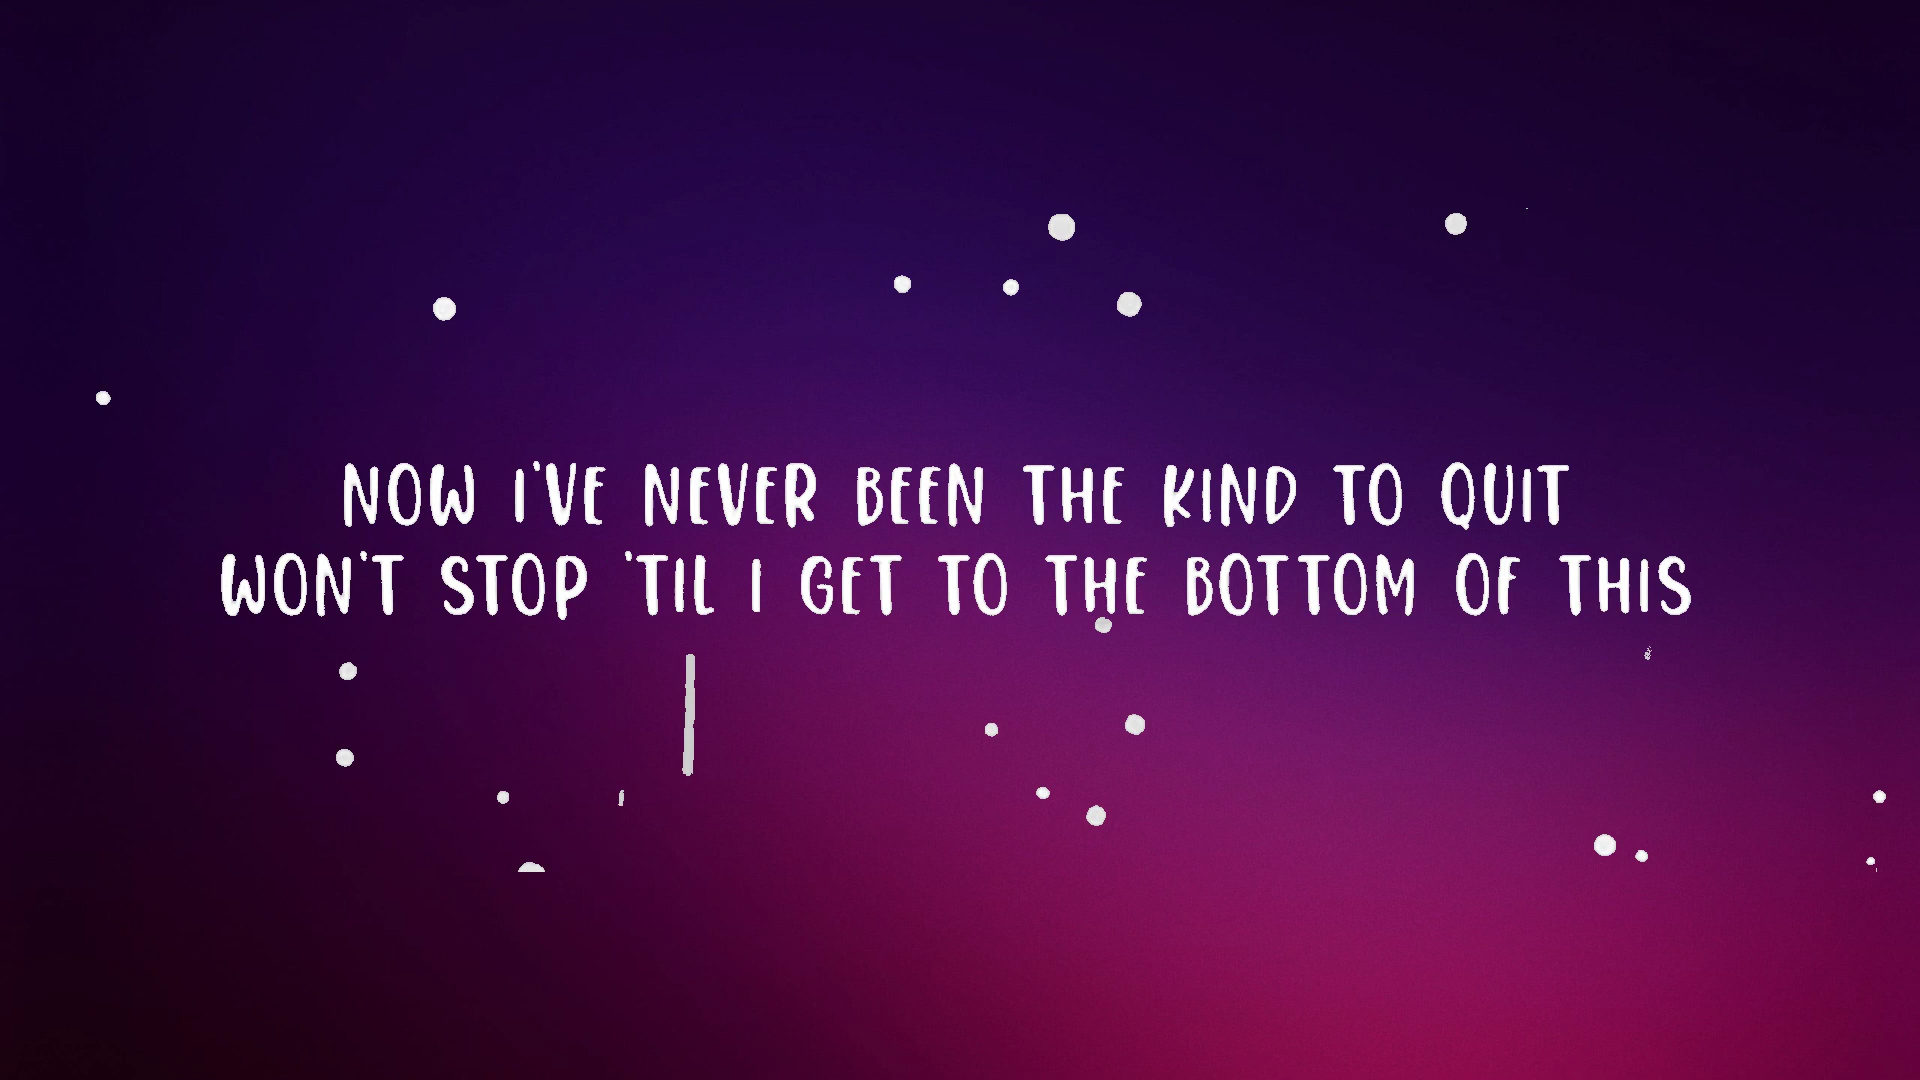 NOW I'VE NEVER BEEN THE KIND TO QUIT
WON'T STOP 'TIL I GET TO THE BOTTOM OF THIS